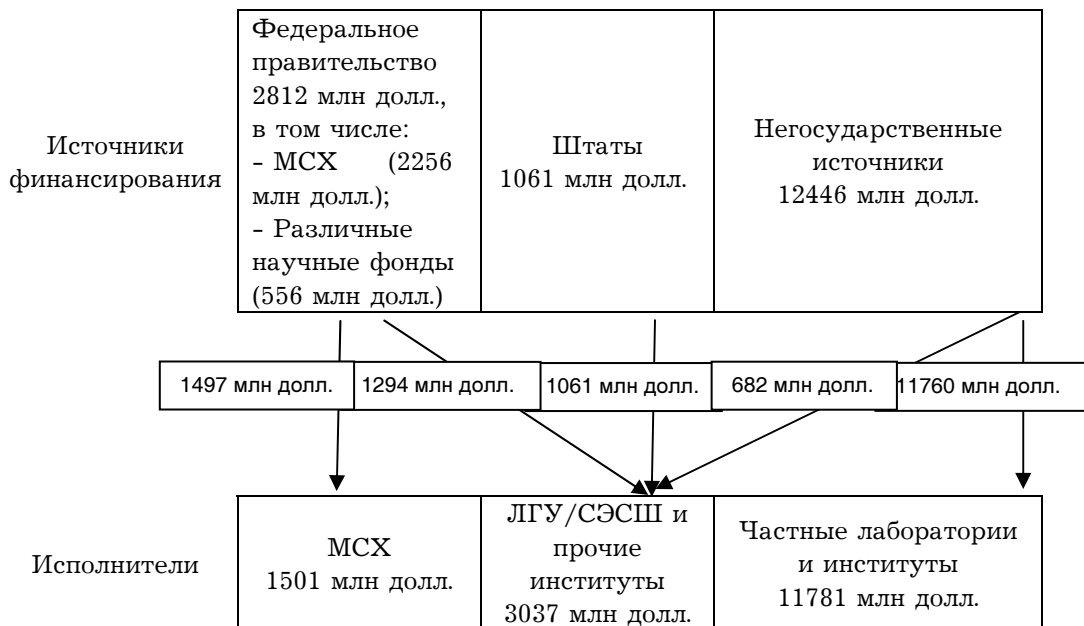 Источники
финансирования
Федеральное
правительство
2812 млн долл.,
в том числе:
- МСХ (2256
млн долл.);
- Различные
научные фонды
(556 млн долл.)
Штаты
1061 млн долл.
Негосударственные
источники
12446 млн долл.
1497 млн долл.
1294 млн долл.
1061 млн долл.
682 млн долл.
11760 млн долл.
Исполнители
МСХ
1501 млн долл.
ЛГУ/СЭСШ и
прочие
институты
3037 млн долл.
Частные лаборатории
и институты
11781 млн долл.